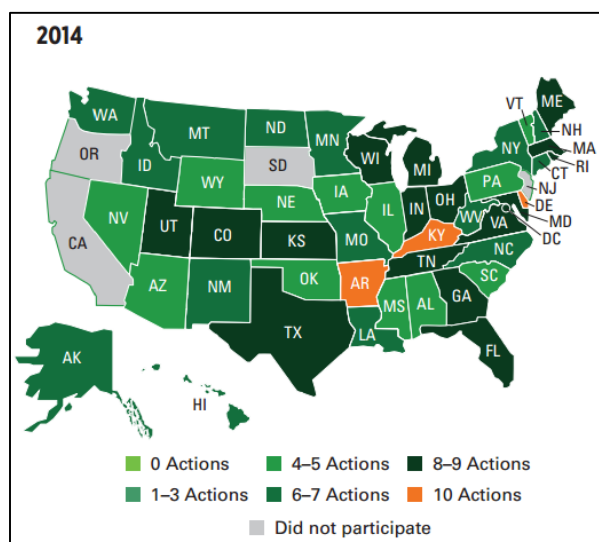 2014
WA
MT
ND
MN
OR
ID
SD
WI
MI
VT
ME
NH
MA
NY
RI
CT
WY
IA
PA
NJ
NE
NV
UT
CO
IL
IN
OH
DE
MD
DC
WV
VA
KS
MO
KY
CA
NC
TN
OK
AR
SC
AZ
NM
MS
AL
GA
TX
LA
FL
AK
HI
0 Actions
4–5 Actions
8–9 Actions
1–3 Actions
6–7 Actions
10 Actions
Did not participate